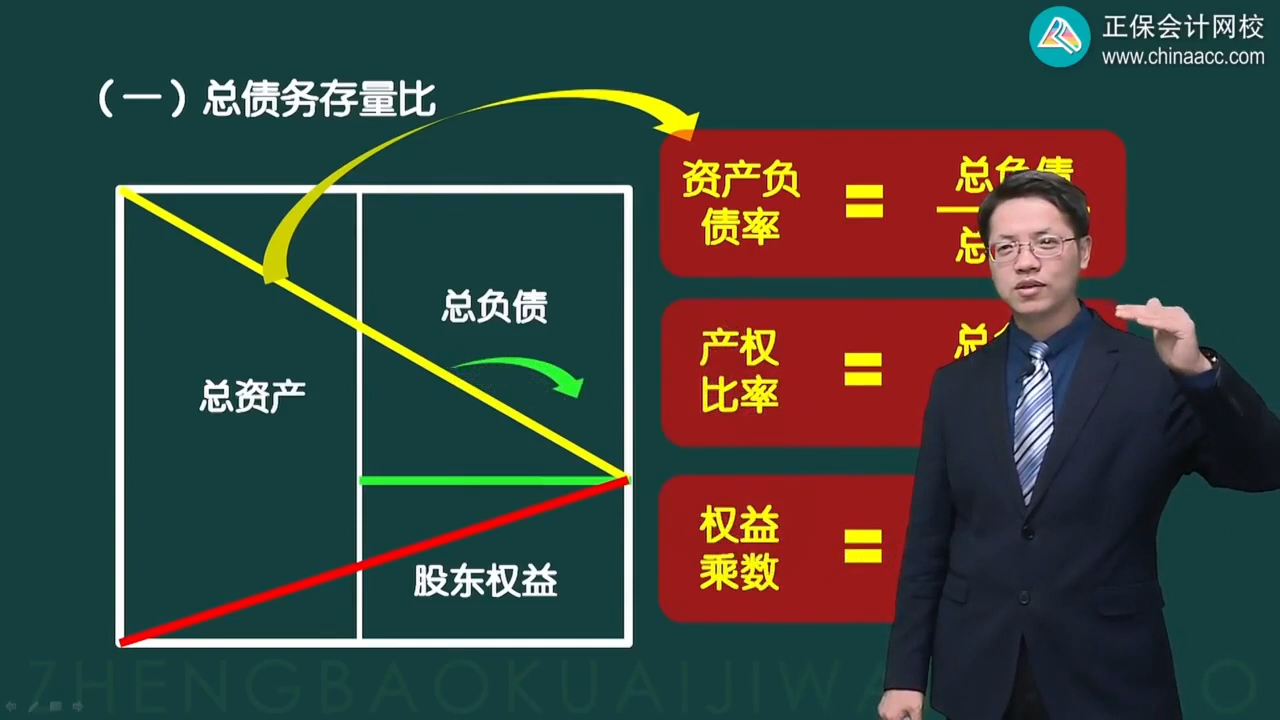 正保会计网校
www.chinaacc.com
（一）总债务存量比
资产负
债率
=
总负债
总
产权
比率
=
总
权益
乘数
=
总资产
总负债
股东权益
ZHENGBAOKUAIJIWA
O